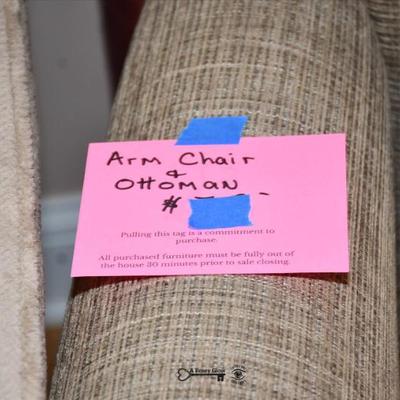 Arm Chair
&
Ottoman
$
Pulling this tag is a commitment to
purchase.
All purchased furniture must be fully out of
the house 30 minutes prior to sale closing.